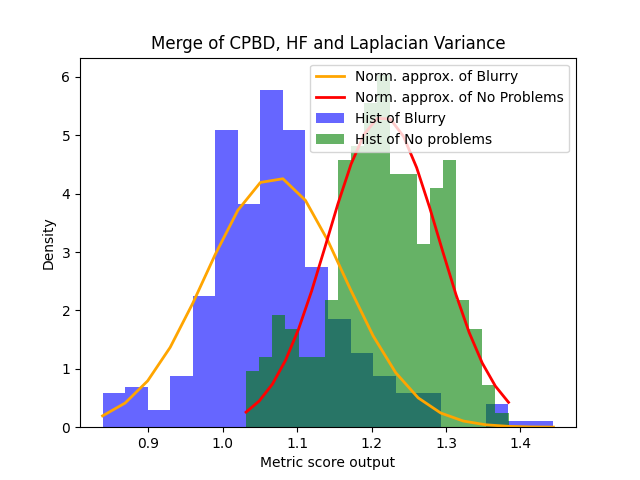 Merge of CPBD, HF and Laplacian Variance
Norm. approx. of Blurry
Norm. approx. of No Problems
Hist of Blurry
Hist of No problems
Density
6
5
4
3
2
1
0
0.9 1.0 1.1 1.2 1.3 1.4
Metric score output